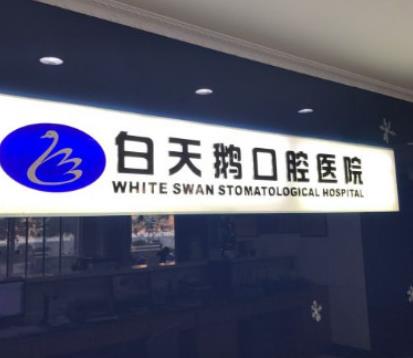 白天鹅口腔医院
WHITE SWAN STOMATOLOGICAL HOSPITAL